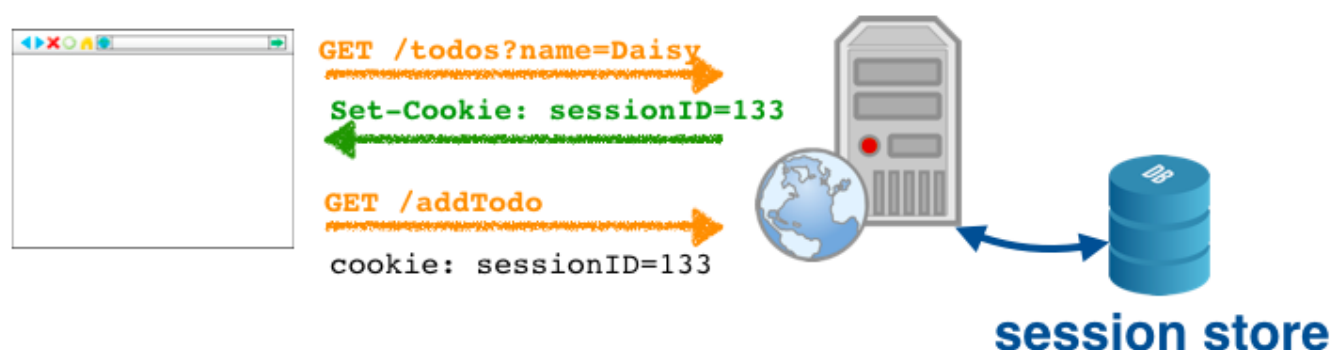 GET /todos?name=Daisy
Set-Cookie: sessionID=133
GET /addTodo
cookie: sessionID=133
DB
session store